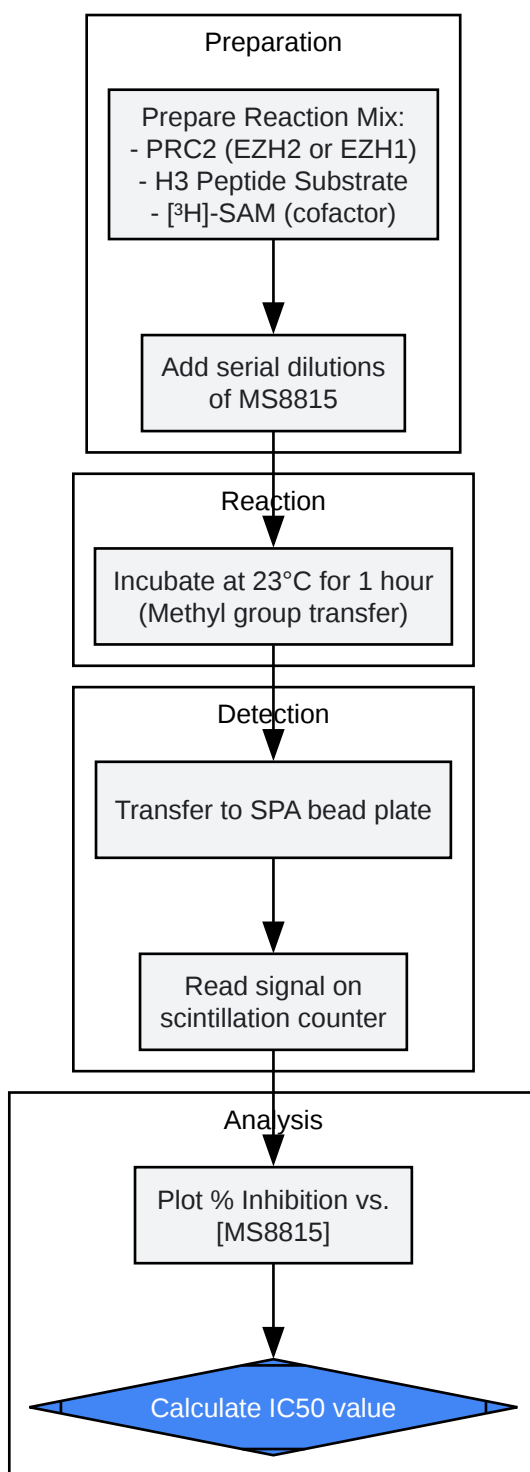 Preparation
Prepare Reaction Mix:
- PRC2 (EZH2 or EZH1)
- H3 Peptide Substrate
- [³H]-SAM (cofactor)
Add serial dilutions
of MS8815
Reaction
Incubate at 23°C for 1 hour
(Methyl group transfer)
Detection
Transfer to SPA bead plate
Read signal on
scintillation counter
Analysis
Plot % Inhibition vs.
[MS8815]
Calculate IC50 value